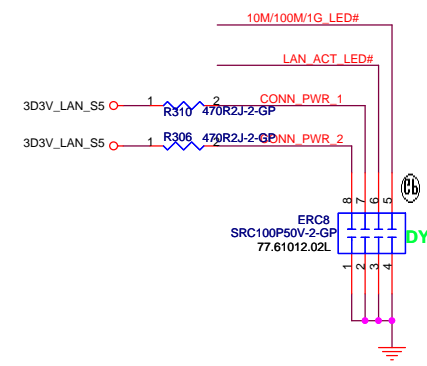 10M/100M/1G_LED#
LAN_ACT_LED#
3D3V_LAN_S5 1 2 CONN_PWR_1
R310 470R2J-2-GP
3D3V_LAN_S5 1 2 CONN_PWR_2
R306 470R2J-2-GP
8 7 6 5
ERC8
SRC100P50V-2-GP
77.61012.02L
DY
1 2 3 4